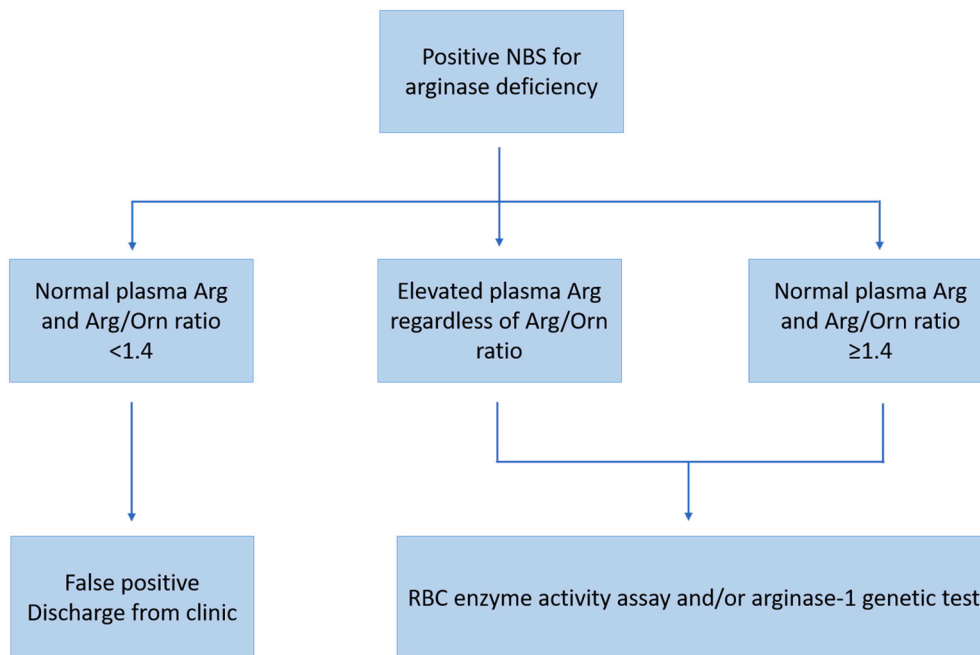 Positive NBS for
arginase deficiency
Normal plasma Arg
and Arg/Orn ratio
<1.4
Elevated plasma Arg
regardless of Arg/Orn
ratio
Normal plasma Arg
and Arg/Orn ratio
≥1.4
False positive
Discharge from clinic
RBC enzyme activity assay and/or arginase-1 genetic test